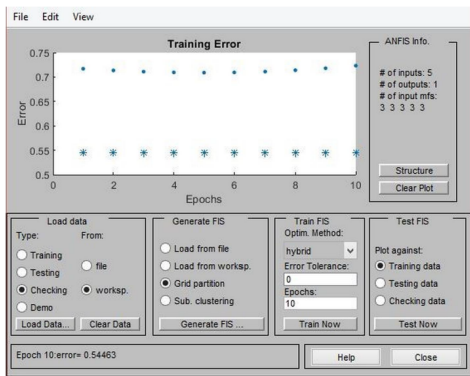 File Edit View
Training Error
0.75
0.7
0.65
0.6
0.55
0.5
Error
0 2 4 6 8 10
Epochs
ANFIS Info.
# of inputs: 5
# of outputs: 1
# of input mfs:
3 3 3 3 3
Structure
Clear Plot
Load data
Type: From:
Training
Testing
Checking
Demo
file
worksp.
Load Data... Clear Data
Generate FIS
Load from file
Load from worksp.
Grid partition
Sub. clustering
Generate FIS ...
Train FIS
Optim. Method:
hybrid
Error Tolerance:
0
Epochs:
10
Train Now
Test FIS
Plot against:
Training data
Testing data
Checking data
Test Now
Epoch 10:error= 0.54463
Help Close